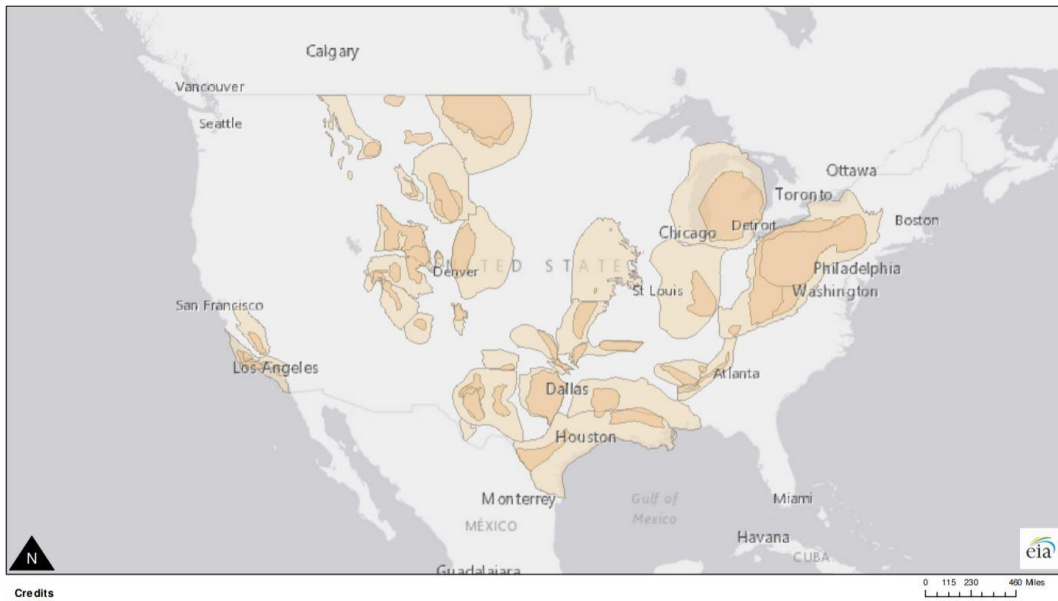 Calgary
Vancouver
Seattle
Ottawa
Toronto
Boston
Chicago
Detroit
Denver
UNITED STATES
Philadelphia
St Louis
Washington
San Francisco
Los Angeles
Atlanta
Dallas
Houston
Monterrey
Gulf of
Mexico
Miami
MÉXICO
Havana
CUBA
Guadalajara
N
eia
Credits
0 115 230 460 Miles